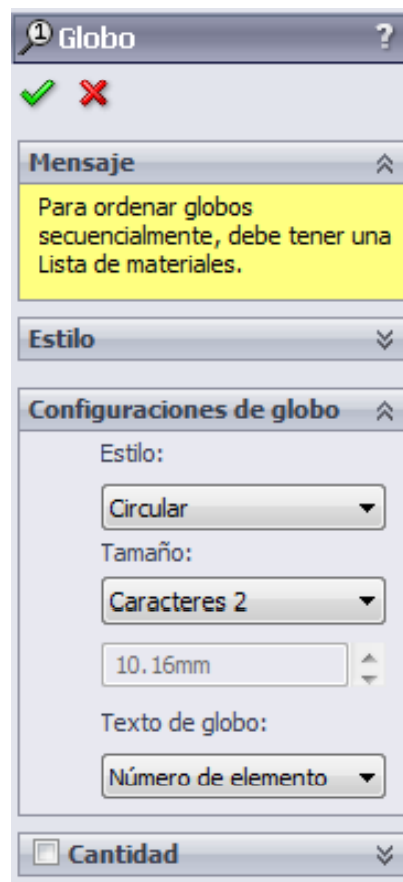 1 Globo ?
Mensaje
Para ordenar globos
secuencialmente, debe tener una
Lista de materiales.
Estilo
Configuraciones de globo
Estilo:
Circular
Tamaño:
Caracteres 2
10.16mm
Texto de globo:
Número de elemento
Cantidad